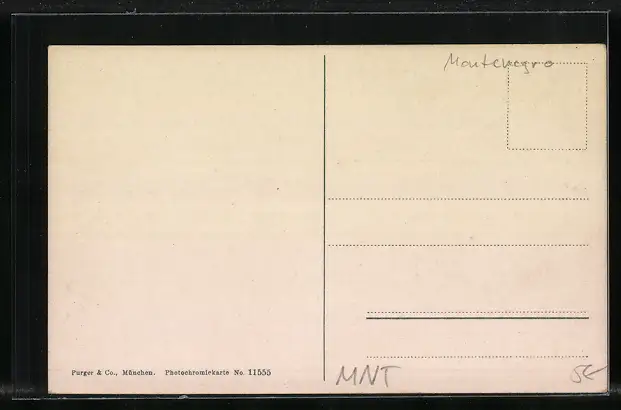 Montenegro
Purger & Co., München. Photochromiekarte No. 11555
MNT
5€